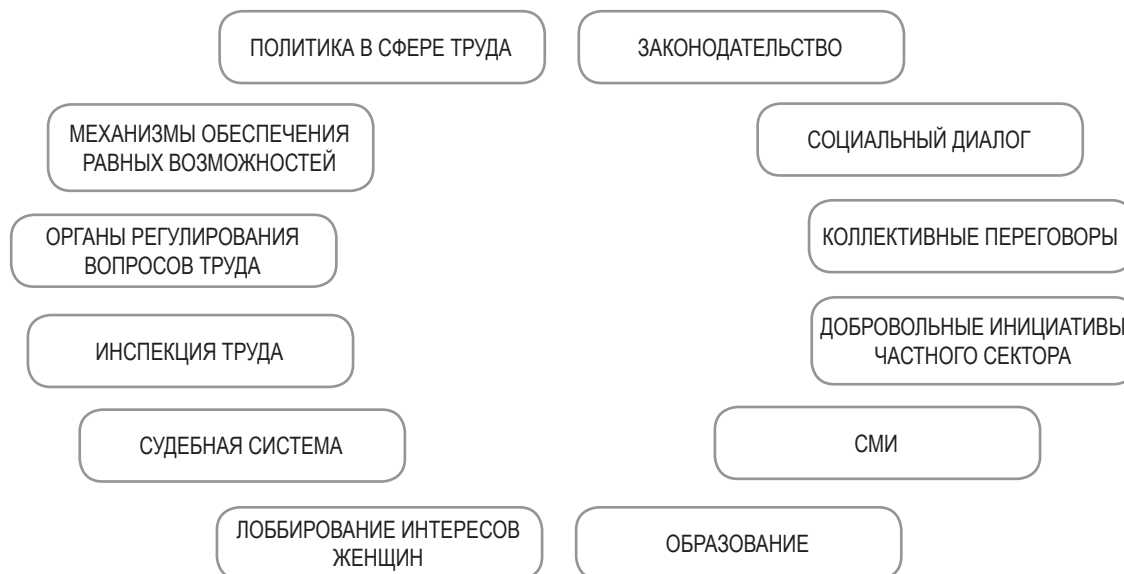 ПОЛИТИКА В СФЕРЕ ТРУДА
ЗАКОНОДАТЕЛЬСТВО
МЕХАНИЗМЫ ОБЕСПЕЧЕНИЯ
РАВНЫХ ВОЗМОЖНОСТЕЙ
СОЦИАЛЬНЫЙ ДИАЛОГ
ОРГАНЫ РЕГУЛИРОВАНИЯ
ВОПРОСОВ ТРУДА
КОЛЛЕКТИВНЫЕ ПЕРЕГОВОРЫ
ИНСПЕКЦИЯ ТРУДА
ДОБРОВОЛЬНЫЕ ИНИЦИАТИВЫ
ЧАСТНОГО СЕКТОРА
СУДЕБНАЯ СИСТЕМА
СМИ
ЛОББИРОВАНИЕ ИНТЕРЕСОВ
ЖЕНЩИН
ОБРАЗОВАНИЕ